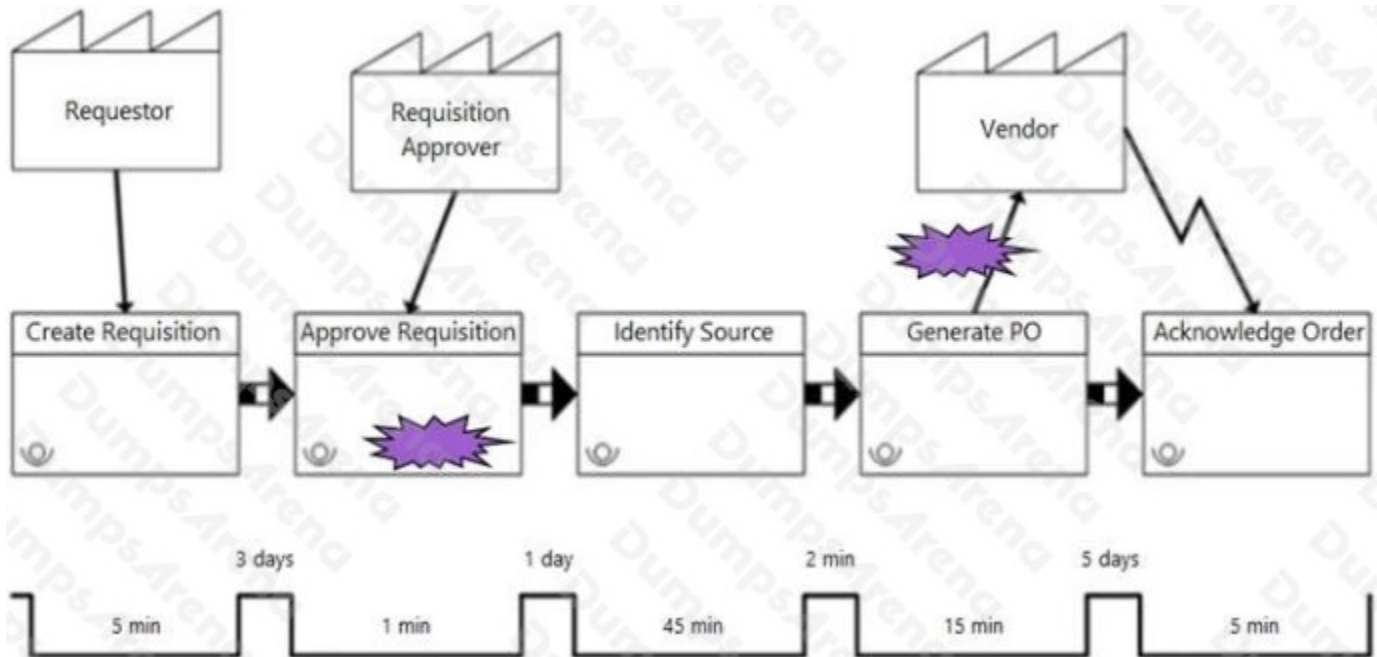 Requestor
Requisition
Approver
Vendor
Create Requisition
Approve Requisition
Identify Source
Generate PO
Acknowledge Order
3 days
1 day
2 min
5 days
5 min
1 min
45 min
15 min
5 min
DumpsArena